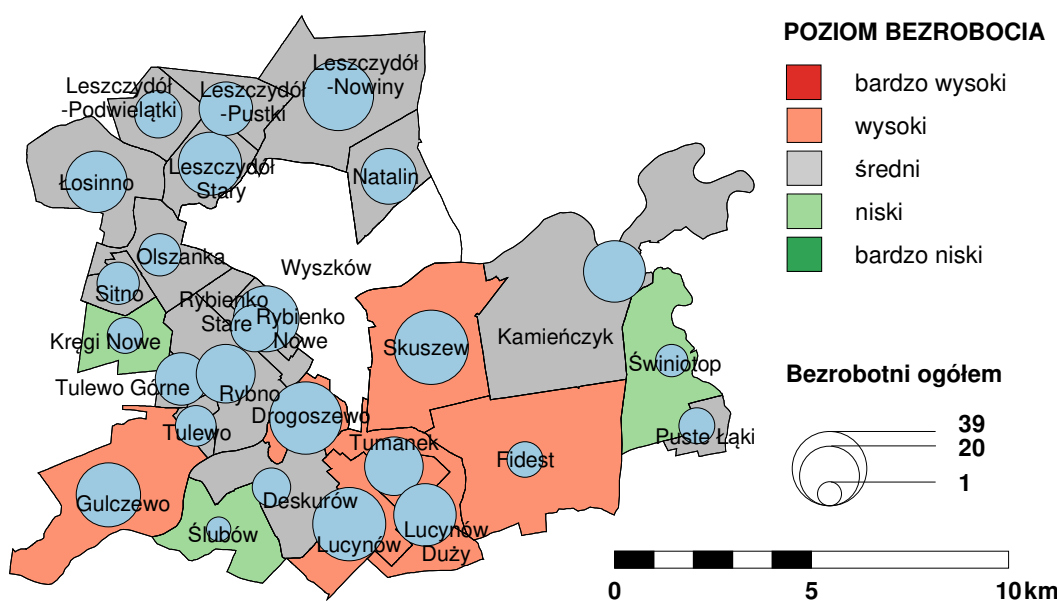 POZIOM BEZROBOCIA
bardzo wysoki
wysoki
średni
niski
bardzo niski
Leszczydół
-Nowiny
Leszczydół
-Podwielątki
Leszczydół
-Pustki
Leszczydół
Stary
Natalin
Łosinno
Olszanka
Wyszków
Sitno
Rybienko
Stare
Rybienko
Nowe
Kręgi Nowe
Skuszew
Kamieńczyk
Świniotop
Tulewo Górne
Rybno
Drogoszewo
Tulewo
Tumanek
Fidest
Puste Łąki
Gulczewo
Deskurów
Ślubów
Lucynów
Lucynów
Duży
Bezrobotni ogółem
39
20
1
0 5 10 km